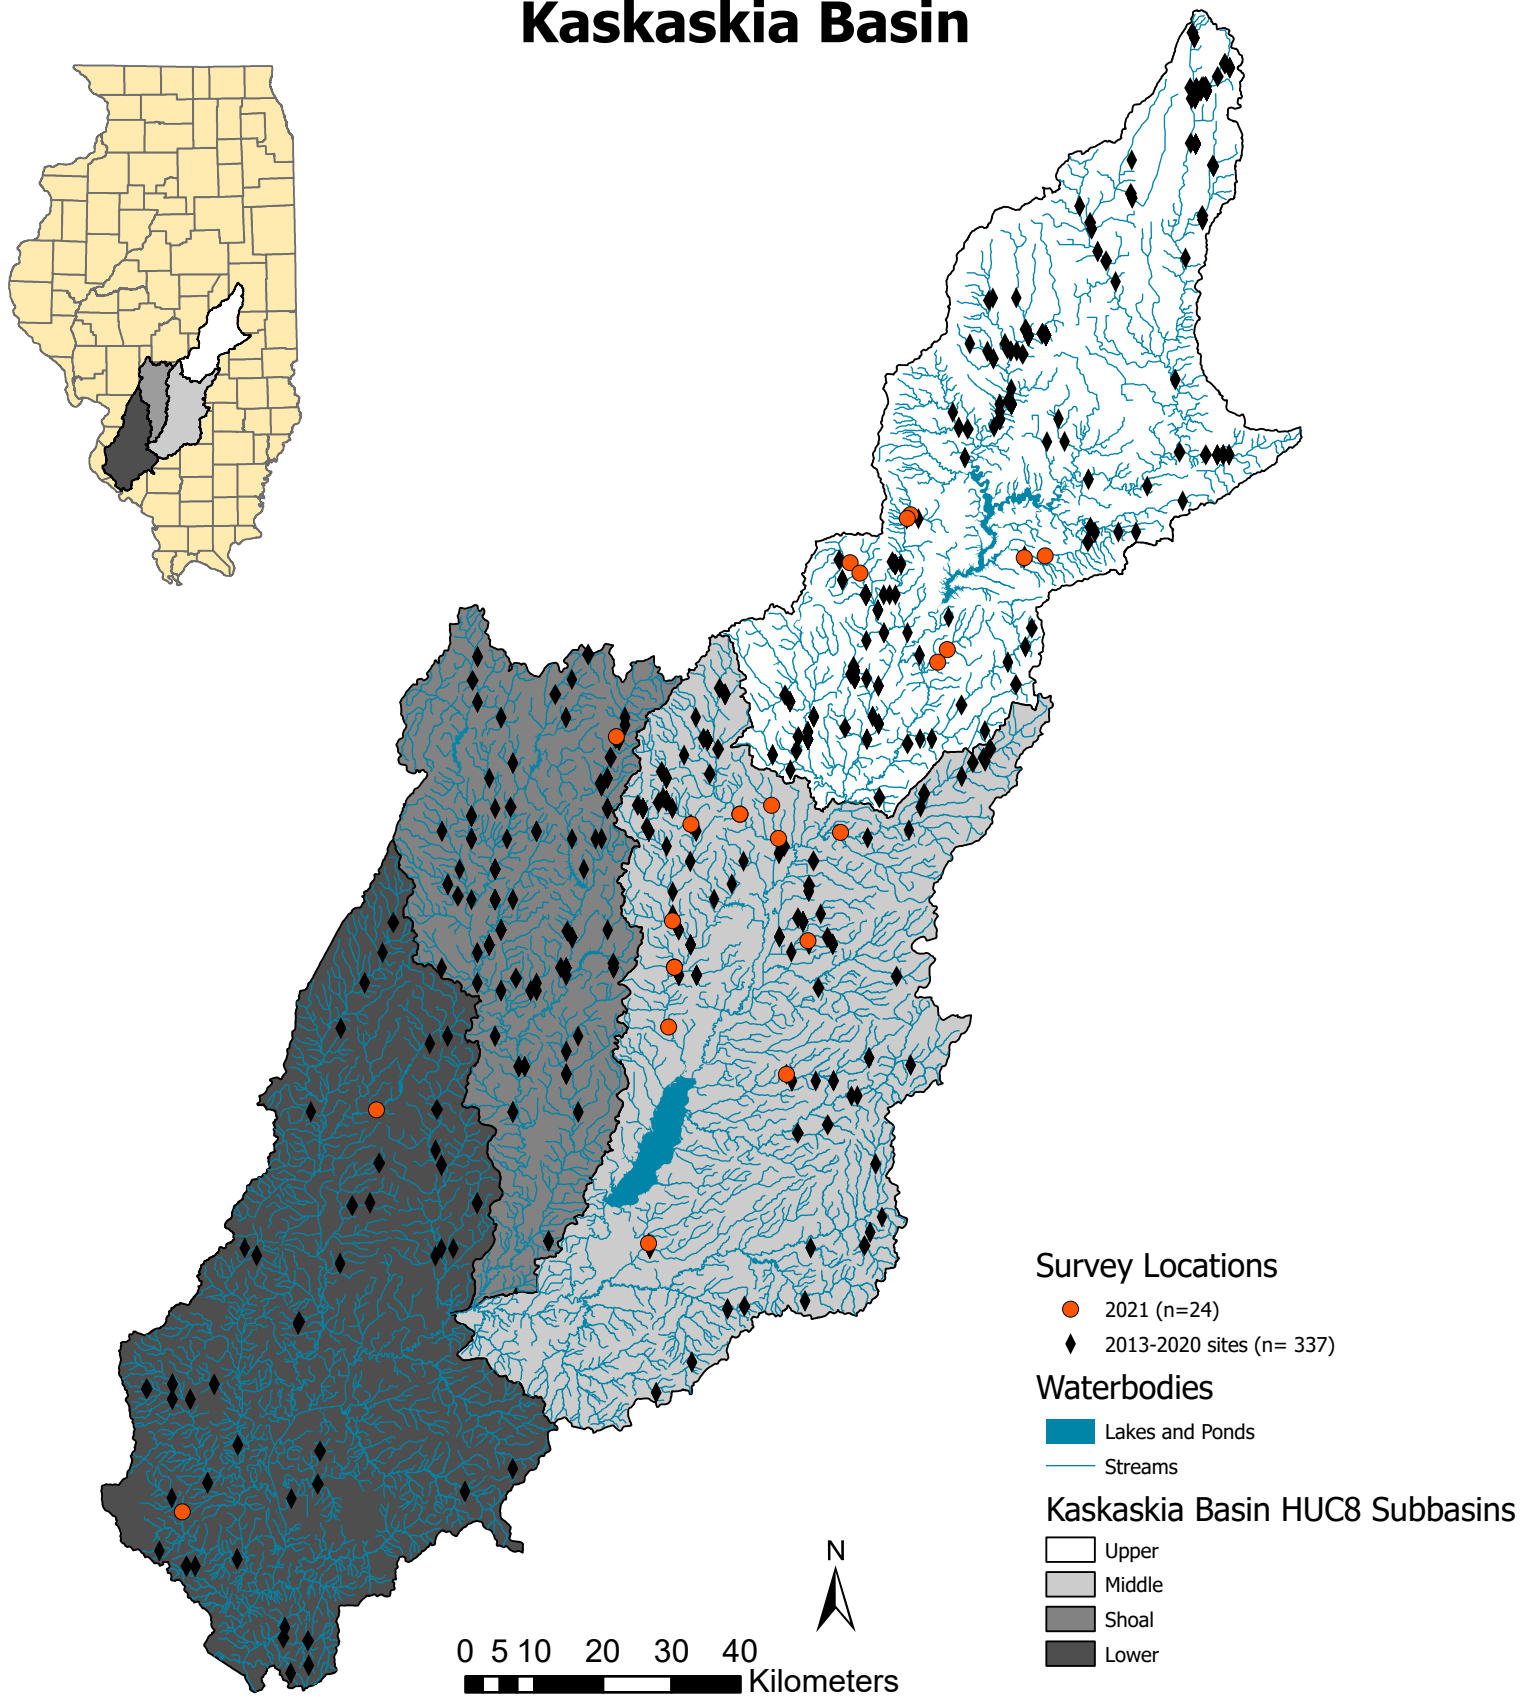 Kaskaskia Basin
Survey Locations
2021 (n=24)
2013-2020 sites (n= 337)
Waterbodies
Lakes and Ponds
Streams
Kaskaskia Basin HUC8 Subbasins
Upper
Middle
Shoal
Lower
N
0 5 10 20 30 40
Kilometers